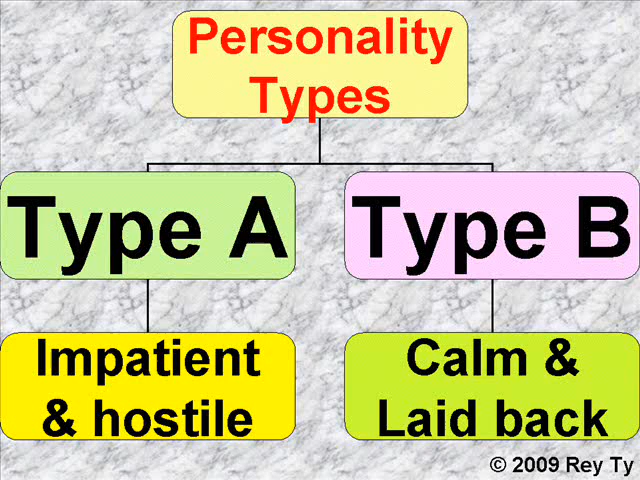 Personality
Types
Type A
Type B
Impatient
& hostile
Calm &
Laid back
© 2009 Rey Ty